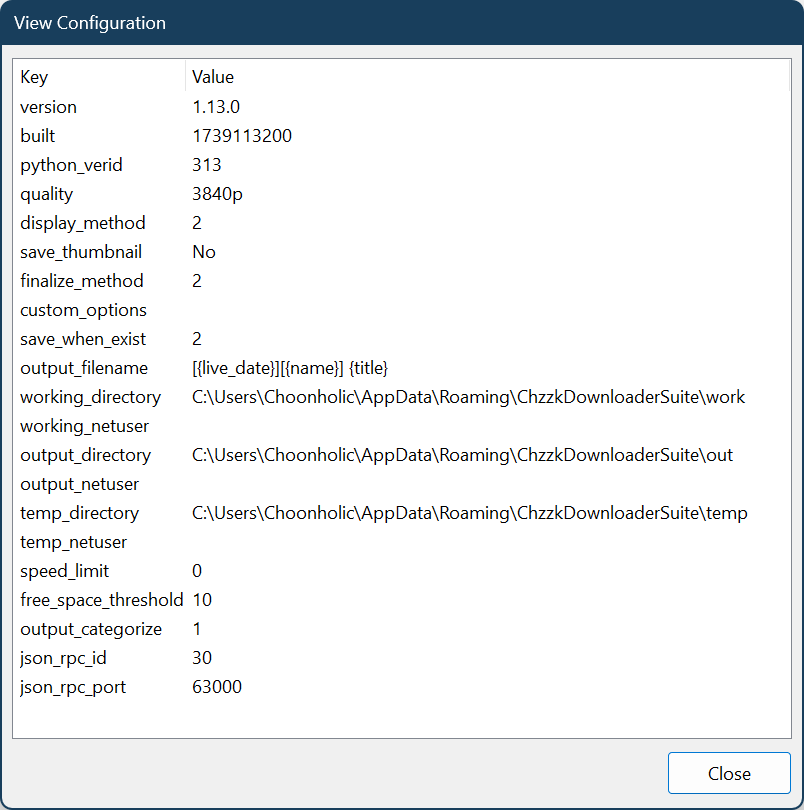 View Configuration
Key Value
version 1.13.0
built 1739113200
python_verid 313
quality 3840p
display_method 2
save_thumbnail No
finalize_method 2
custom_options
save_when_exist 2
output_filename [{live_date}][{name}] {title}
working_directory C:\Users\Choonholic\AppData\Roaming\ChzzkDownloaderSuite\work
working_netuser
output_directory C:\Users\Choonholic\AppData\Roaming\ChzzkDownloaderSuite\out
output_netuser
temp_directory C:\Users\Choonholic\AppData\Roaming\ChzzkDownloaderSuite\temp
temp_netuser
speed_limit 0
free_space_threshold 10
output_categorize 1
json_rpc_id 30
json_rpc_port 63000
Close